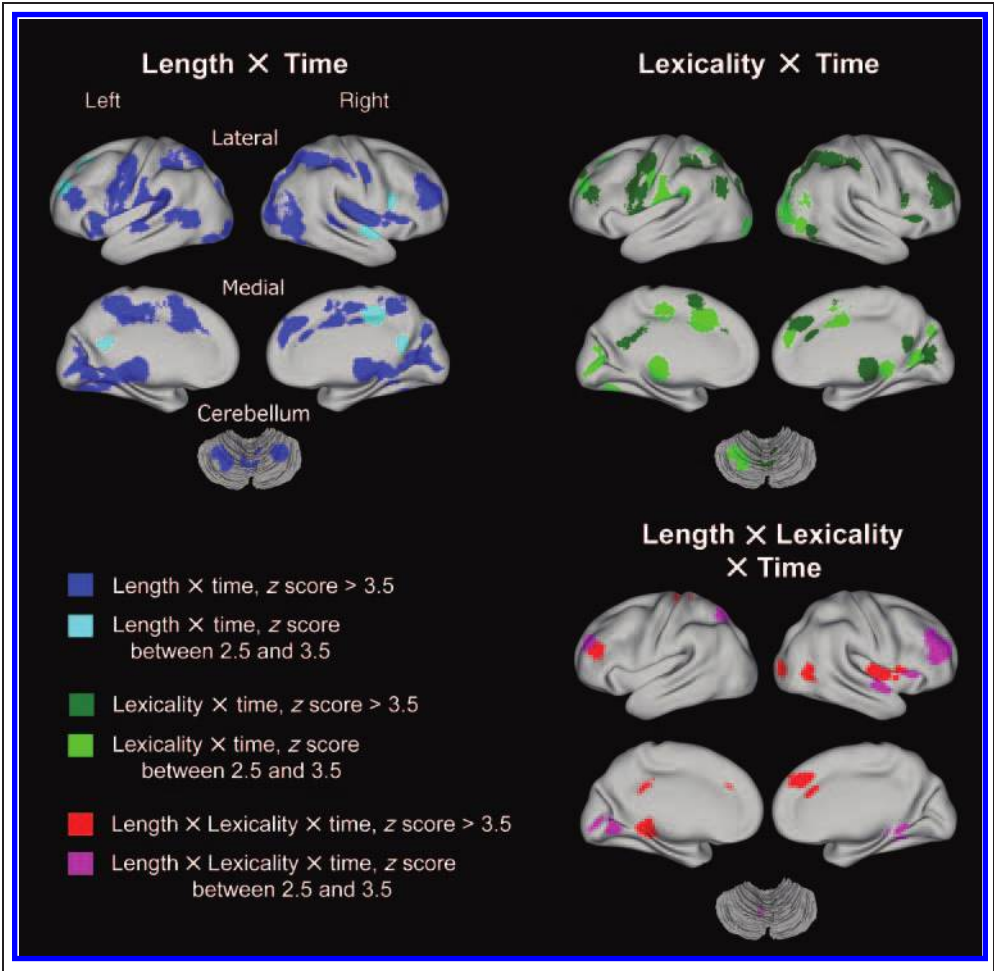 Length × Time
Left
Right
Lateral
Medial
Cerebellum
Lexicality × Time
Length × time, z score > 3.5
Length × time, z score
between 2.5 and 3.5
Lexicality × time, z score > 3.5
Lexicality × time, z score
between 2.5 and 3.5
Length × Lexicality × time, z score > 3.5
Length × Lexicality × time, z score
between 2.5 and 3.5
Length × Lexicality
× Time